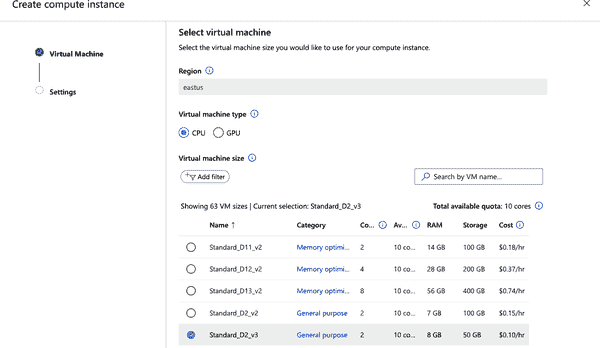 Create compute instance
Select virtual machine
Select the virtual machine size you would like to use for your compute instance.
Virtual Machine
Settings
Region
eastus
Virtual machine type
CPU GPU
Virtual machine size
Add filter Search by VM name...
Showing 63 VM sizes | Current selection: Standard_D2_v3 Total available quota: 10 cores
Name ↑ Category Co... Av... RAM Storage Cost
Standard_D11_v2 Memory optimi... 2 10 co... 14 GB 100 GB $0.18/hr
Standard_D12_v2 Memory optimi... 4 10 co... 28 GB 200 GB $0.37/hr
Standard_D13_v2 Memory optimi... 8 10 co... 56 GB 400 GB $0.74/hr
Standard_D2_v2 General purpose 2 10 co... 7 GB 100 GB $0.15/hr
Standard_D2_v3 General purpose 2 10 co... 8 GB 50 GB $0.10/hr